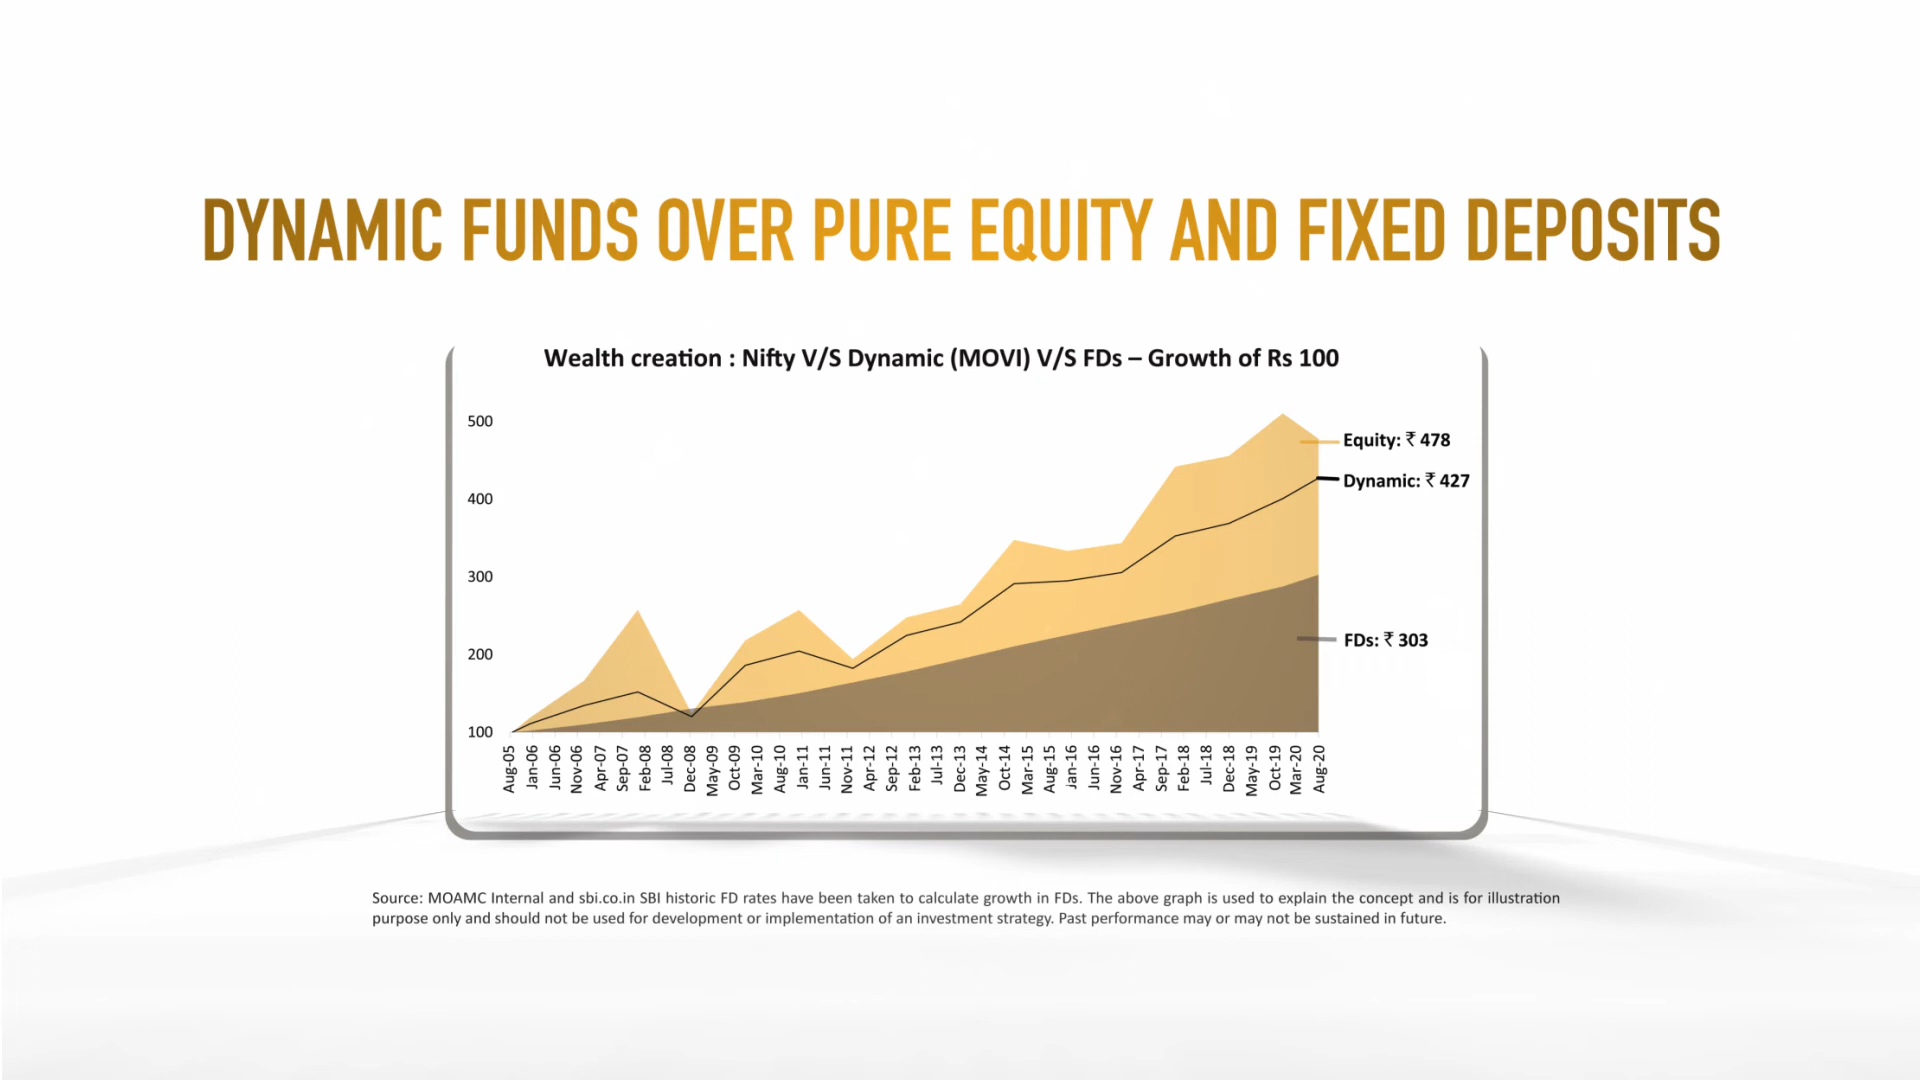 DYNAMIC FUNDS OVER PURE EQUITY AND FIXED DEPOSITS
Wealth creation : Nifty V/S Dynamic (MOVI) V/S FDs – Growth of Rs 100
500
400
300
200
100
Equity: ₹ 478
Dynamic: ₹ 427
FDs: ₹ 303
Aug-05
Jan-06
Jun-06
Nov-06
Apr-07
Sep-07
Feb-08
Jul-08
Dec-08
May-09
Oct-09
Mar-10
Aug-10
Jan-11
Jun-11
Nov-11
Apr-12
Sep-12
Feb-13
Jul-13
Dec-13
May-14
Oct-14
Mar-15
Aug-15
Jan-16
Jun-16
Nov-16
Apr-17
Sep-17
Feb-18
Jul-18
Dec-18
May-19
Oct-19
Mar-20
Aug-20
Source: MOAMC Internal and sbi.co.in SBI historic FD rates have been taken to calculate growth in FDs. The above graph is used to explain the concept and is for illustration
purpose only and should not be used for development or implementation of an investment strategy. Past performance may or may not be sustained in future.